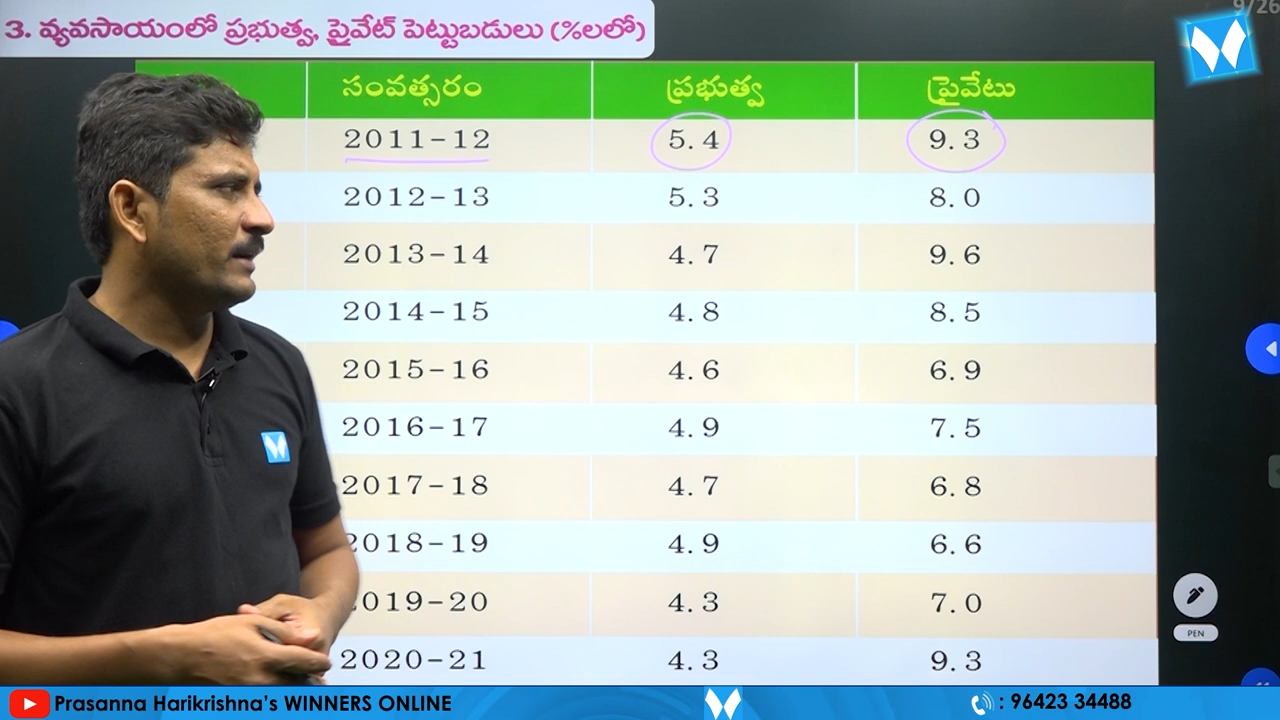 9/26
3. వ్యవసాయంలో ప్రభుత్వ, ప్రైవేట్ పెట్టుబడులు (%లలో)
సంవత్సరం ప్రభుత్వ ప్రైవేటు
2011-12 5.4 9.3
2012-13 5.3 8.0
2013-14 4.7 9.6
2014-15 4.8 8.5
2015-16 4.6 6.9
2016-17 4.9 7.5
2017-18 4.7 6.8
2018-19 4.9 6.6
2019-20 4.3 7.0
2020-21 4.3 9.3
PEN
Prasanna Harikrishna's WINNERS ONLINE : 96423 34488